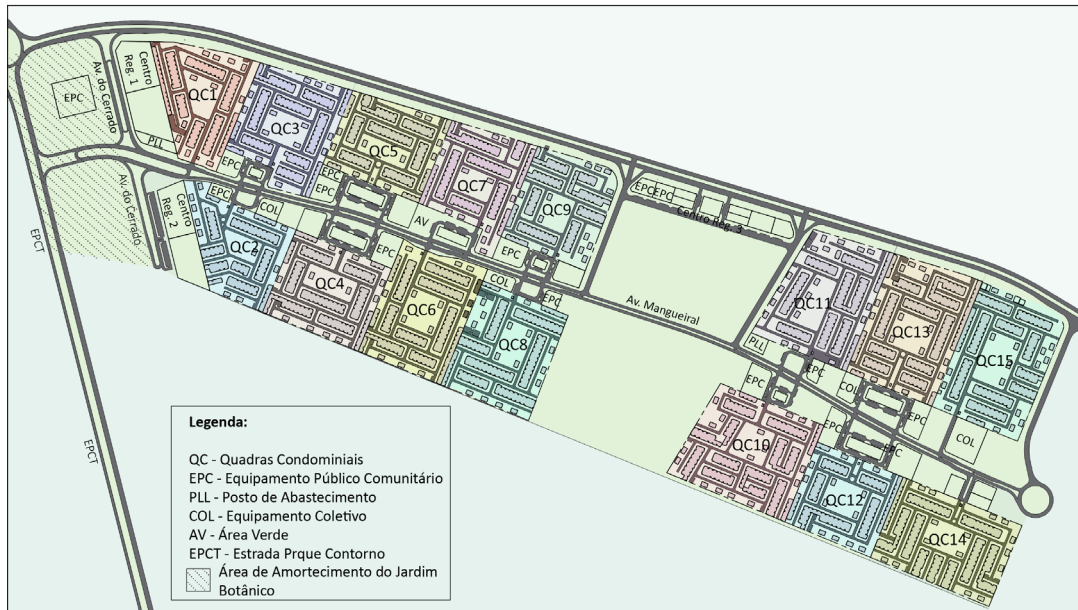 Centro
Reg. 1
Av. do Cerrado
EPC
PLL
QC1
QC3
QC5
QC7
QC9
EPC
EPC
COL
EPC
EPC
AV
EPC
EPC
COL
EPC
Av. do Cerrado
Centro
Reg. 2
QC2
QC4
QC6
QC8
EPC
EPC
Centro Reg. 3
Av. Mangueiral
QC11
QC13
QC15
PLL
EPC
EPC
COL
EPC
EPC
EPC
COL
QC10
QC12
QC14
EPCT
EPCT
Legenda:
QC - Quadras Condominiais
EPC - Equipamento Público Comunitário
PLL - Posto de Abastecimento
COL - Equipamento Coletivo
AV - Área Verde
EPCT - Estrada Prque Contorno
Área de Amortecimento do Jardim
Botânico